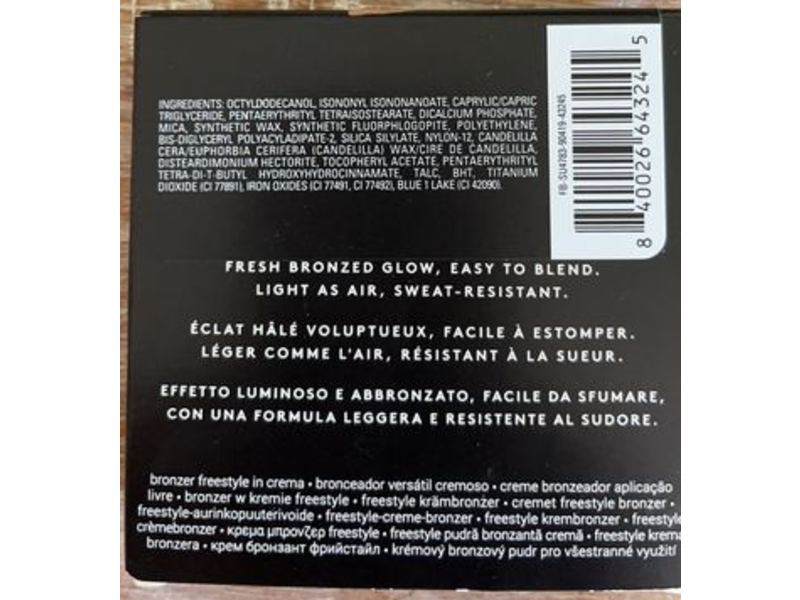 INGREDIENTS: OCTYLDODECANOL, ISONONYL ISONONANOATE, CAPRYLIC/CAPRIC
TRIGLYCERIDE, PENTAERYTHRITYL TETRAISOSTEARATE, DICALCIUM PHOSPHATE,
MICA, SYNTHETIC WAX, SYNTHETIC FLUORPHLOGOPITE, POLYETHYLENE,
BIS-DIGLYCERYL POLYACYLADIPATE-2, SILICA SILYLATE, NYLON-12, CANDELILLA
CERA/EUPHORBIA CERIFERA (CANDELILLA) WAX/CIRE DE CANDELILLA,
DISTEARDIMONIUM HECTORITE, TOCOPHERYL ACETATE, PENTAERYTHRITYL
TETRA-DI-T-BUTYL HYDROXYHYDROCINNAMATE, TALC, BHT, TITANIUM
DIOXIDE (CI 77891), IRON OXIDES (CI 77491, CI 77492), BLUE 1 LAKE (CI 42090).
FB-SU4783-90419-43245
8 40026 64324 5
FRESH BRONZED GLOW, EASY TO BLEND.
LIGHT AS AIR, SWEAT-RESISTANT.
ÉCLAT HÂLÉ VOLUPTUEUX, FACILE À ESTOMPER.
LÉGER COMME L'AIR, RÉSISTANT À LA SUEUR.
EFFETTO LUMINOSO E ABBRONZATO, FACILE DA SFUMARE,
CON UNA FORMULA LEGGERA E RESISTENTE AL SUDORE.
bronzer freestyle in crema • bronceador versátil cremoso • creme bronzeador aplicação
livre • bronzer w kremie freestyle • freestyle krämbronzer • cremet freestyle bronzer •
freestyle-aurinkopuuterivoide • freestyle-creme-bronzer • freestyle krembronzer • freestyle
crèmebronzer • κρεμα μπρονζερ freestyle • freestyle pudră bronzantă cremă • freestyle krema
bronzera • крем бронзант фрийстайл • krémový bronzový pudr pro všestranné využití